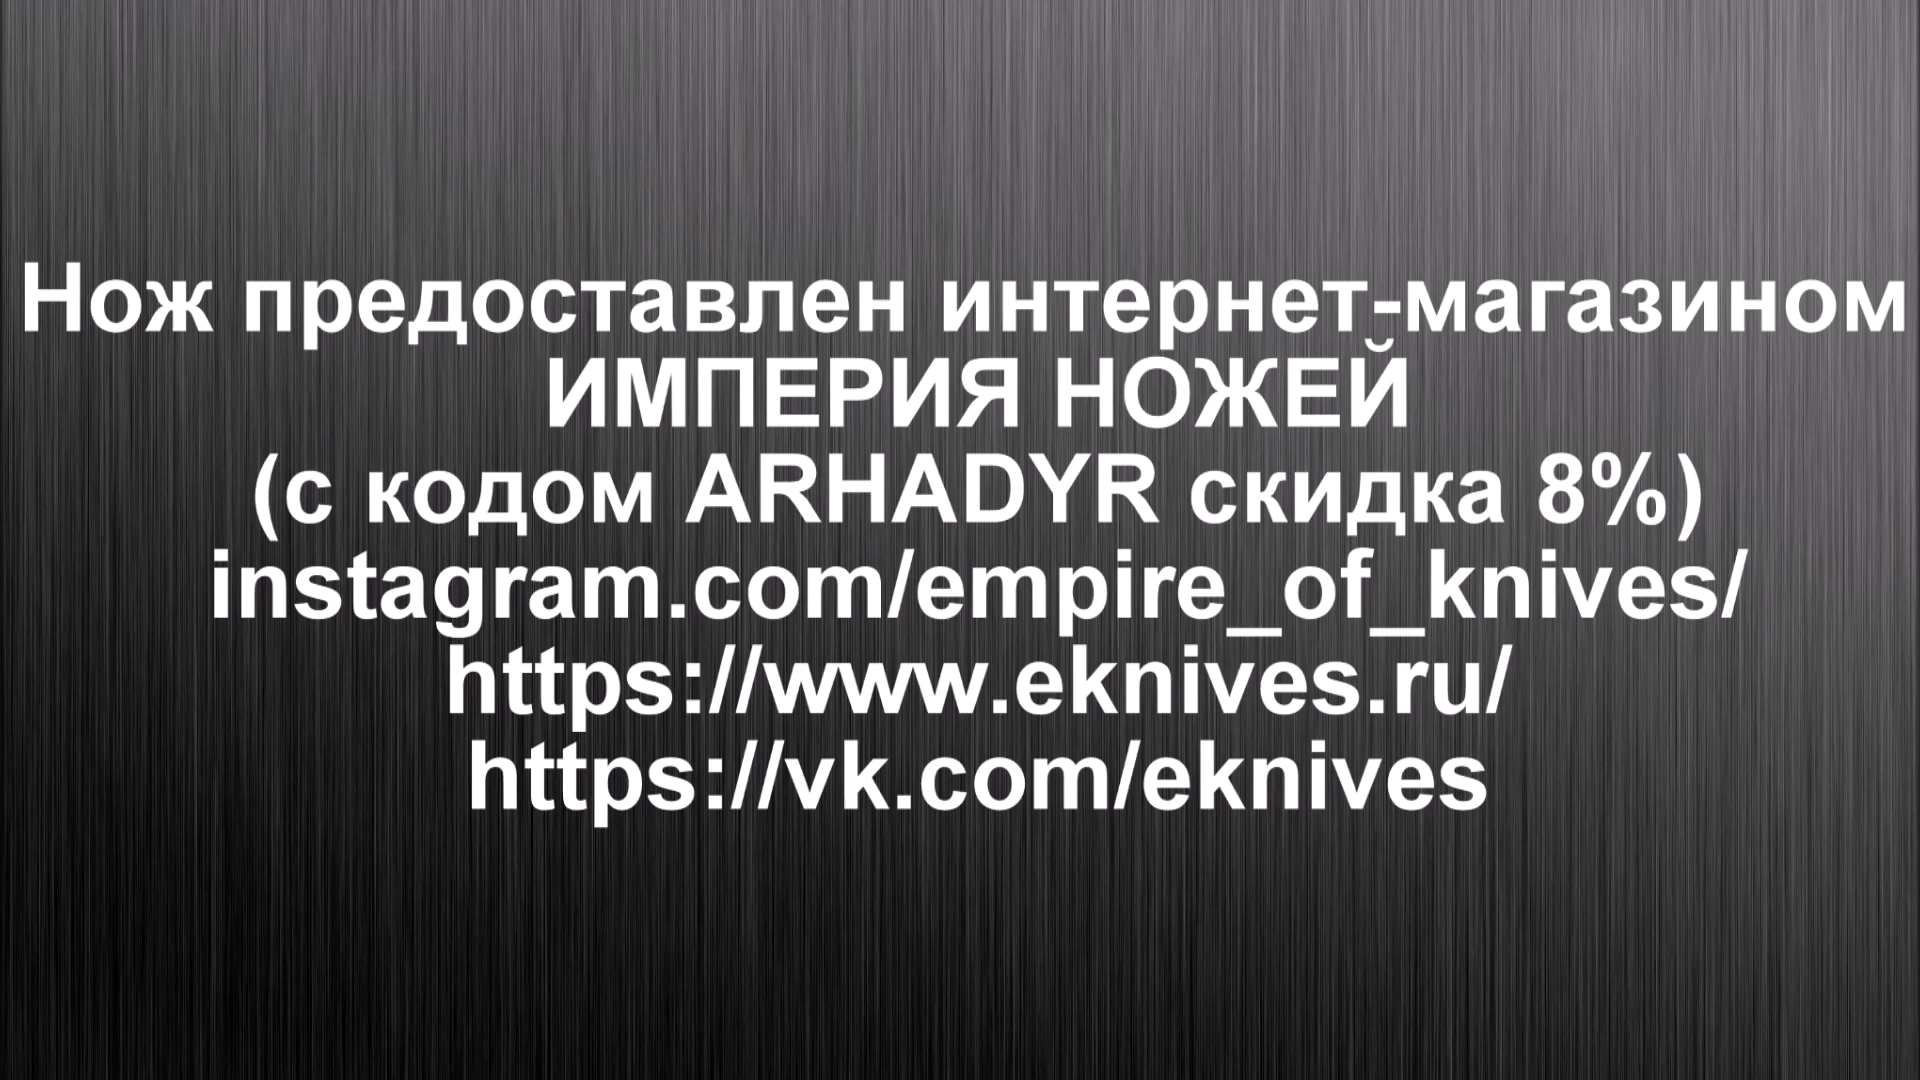 Нож предоставлен интернет-магазином
ИМПЕРИЯ НОЖЕЙ
(с кодом ARHADYR скидка 8%)
instagram.com/empire_of_knives/
https://www.eknives.ru/
https://vk.com/eknives